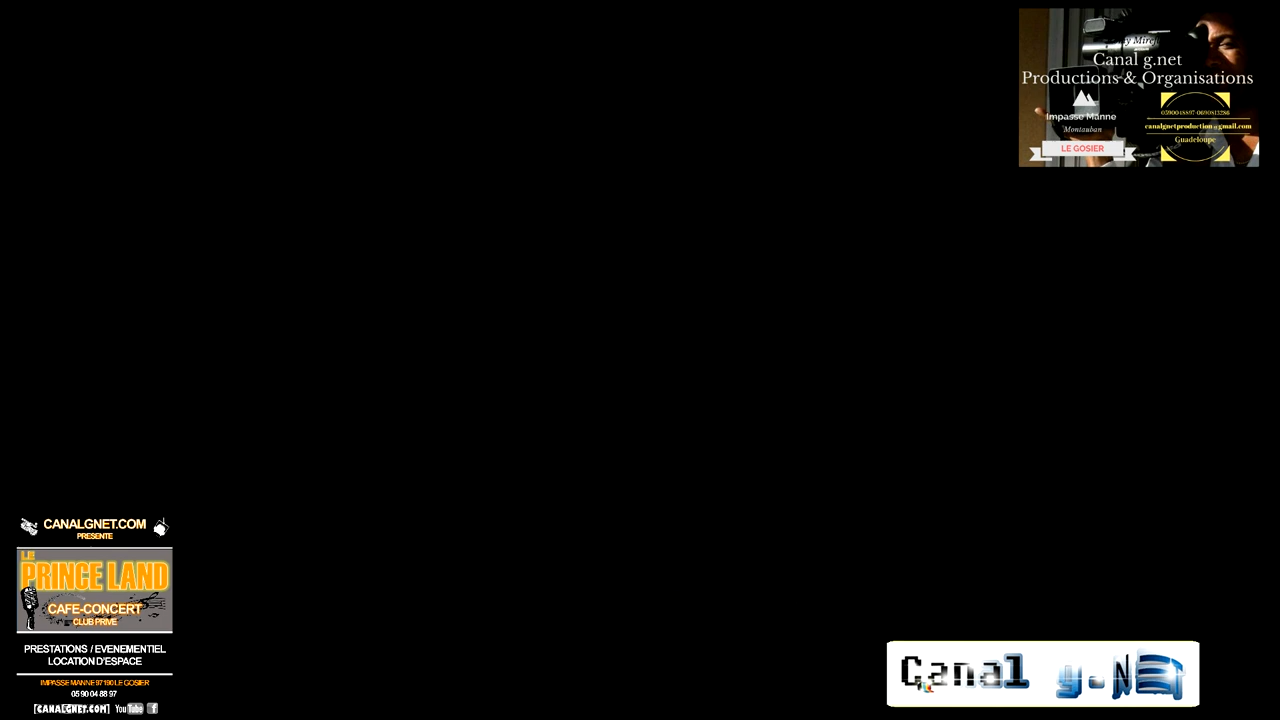 Canal g.net
Productions & Organisations
Impasse Manne
Montauban
LE GOSIER
canalgnetproduction@gmail.com
Guadeloupe
CANALGNET.COM
PRESENTE
LE
PRINCE LAND
CAFE-CONCERT
CLUB PRIVE
PRESTATIONS / EVENEMENTIEL
LOCATION D'ESPACE
IMPASSE MANNE 97190 LE GOSIER
05 90 04 88 97
[CANALGNET.COM] YouTube f
Canal g.NET